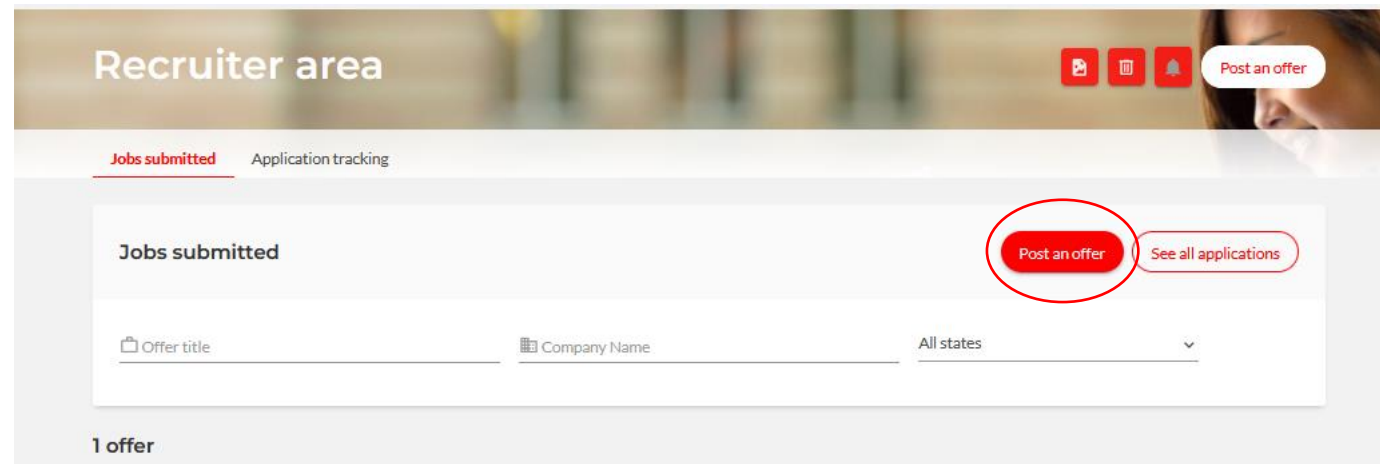 Recruiter area
Post an offer
Jobs submitted Application tracking
Jobs submitted
Post an offer See all applications
Offer title Company Name All states
1 offer